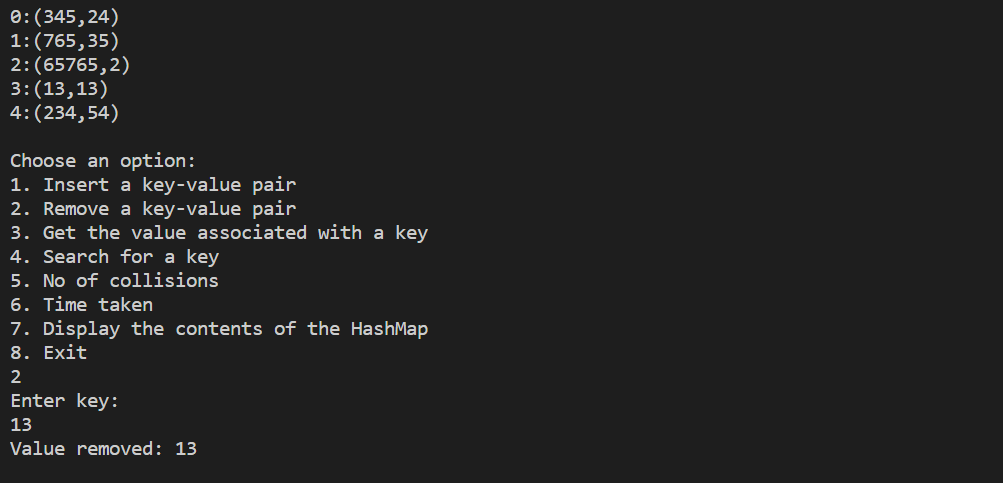 0:(345,24)
1:(765,35)
2:(65765,2)
3:(13,13)
4:(234,54)
Choose an option:
1. Insert a key-value pair
2. Remove a key-value pair
3. Get the value associated with a key
4. Search for a key
5. No of collisions
6. Time taken
7. Display the contents of the HashMap
8. Exit
2
Enter key:
13
Value removed: 13